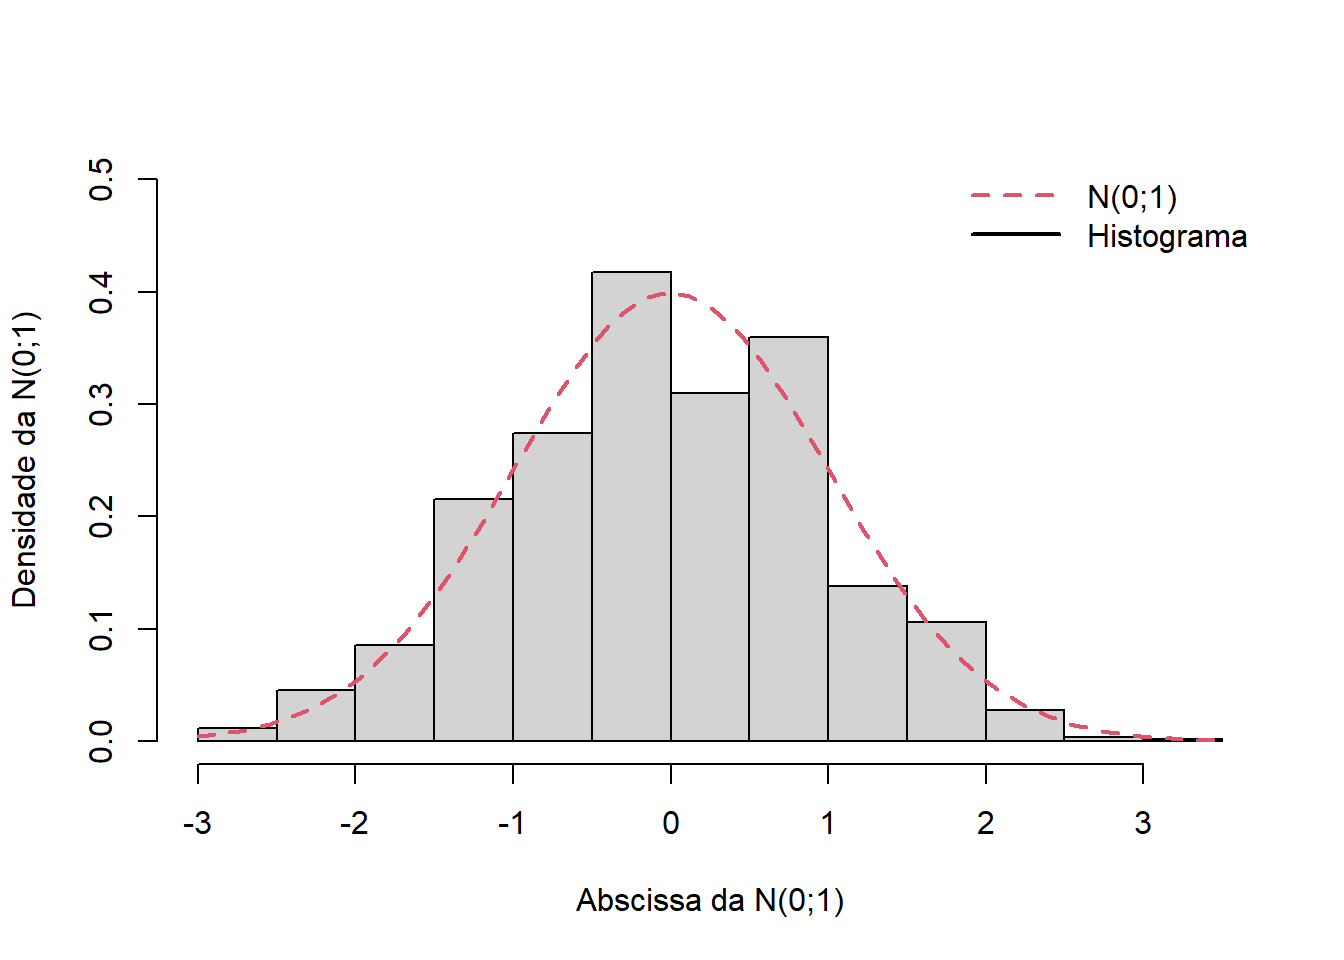 N(0;1)
Histograma
Densidade da N(0;1)
0.5
0.4
0.3
0.2
0.1
0.0
-3 -2 -1 0 1 2 3
Abscissa da N(0;1)